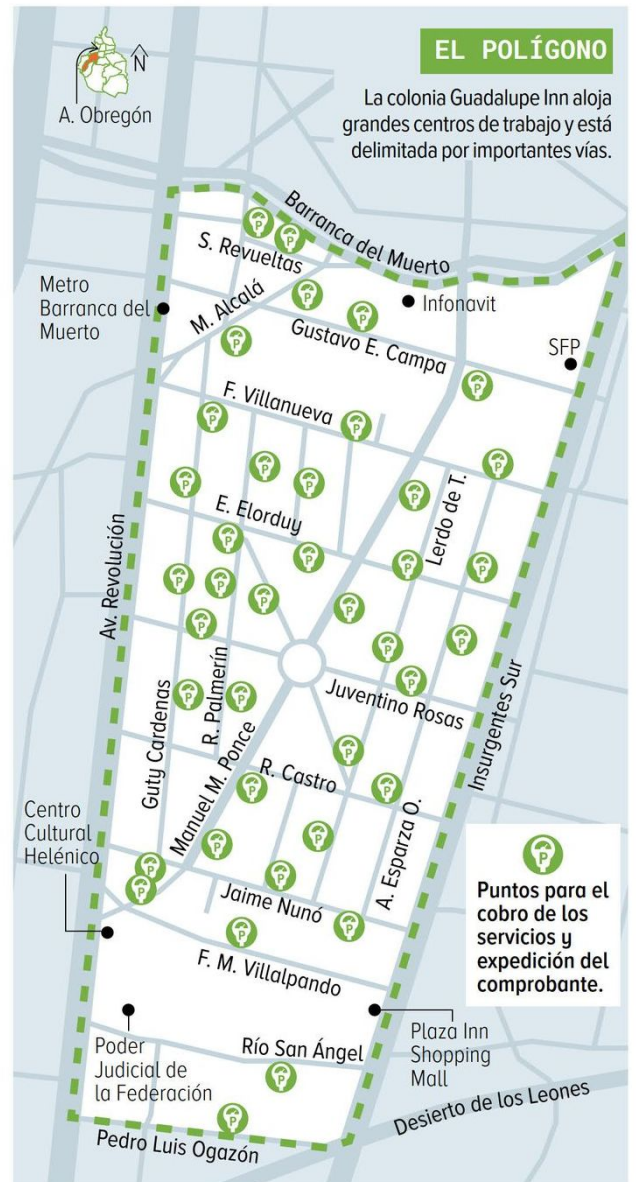 EL POLÍGONO
La colonia Guadalupe Inn aloja
grandes centros de trabajo y está
delimitada por importantes vías.
N
A. Obregón
Barranca del Muerto
S. Revueltas
Metro
Barranca del
Muerto
M. Alcalá
Infonavit
Gustavo E. Campa
SFP
F. Villanueva
Lerdo de T.
E. Elorduy
Av. Revolución
Juventino Rosas
R. Palmerín
Guty Cardenas
Manuel M. Ponce
Insurgentes Sur
R. Castro
A. Esparza O.
Centro
Cultural
Helénico
Jaime Nunó
F. M. Villalpando
P
Puntos para el
cobro de los
servicios y
expedición del
comprobante.
Poder
Judicial de
la Federación
Río San Ángel
Plaza Inn
Shopping
Mall
Desierto de los Leones
Pedro Luis Ogazón